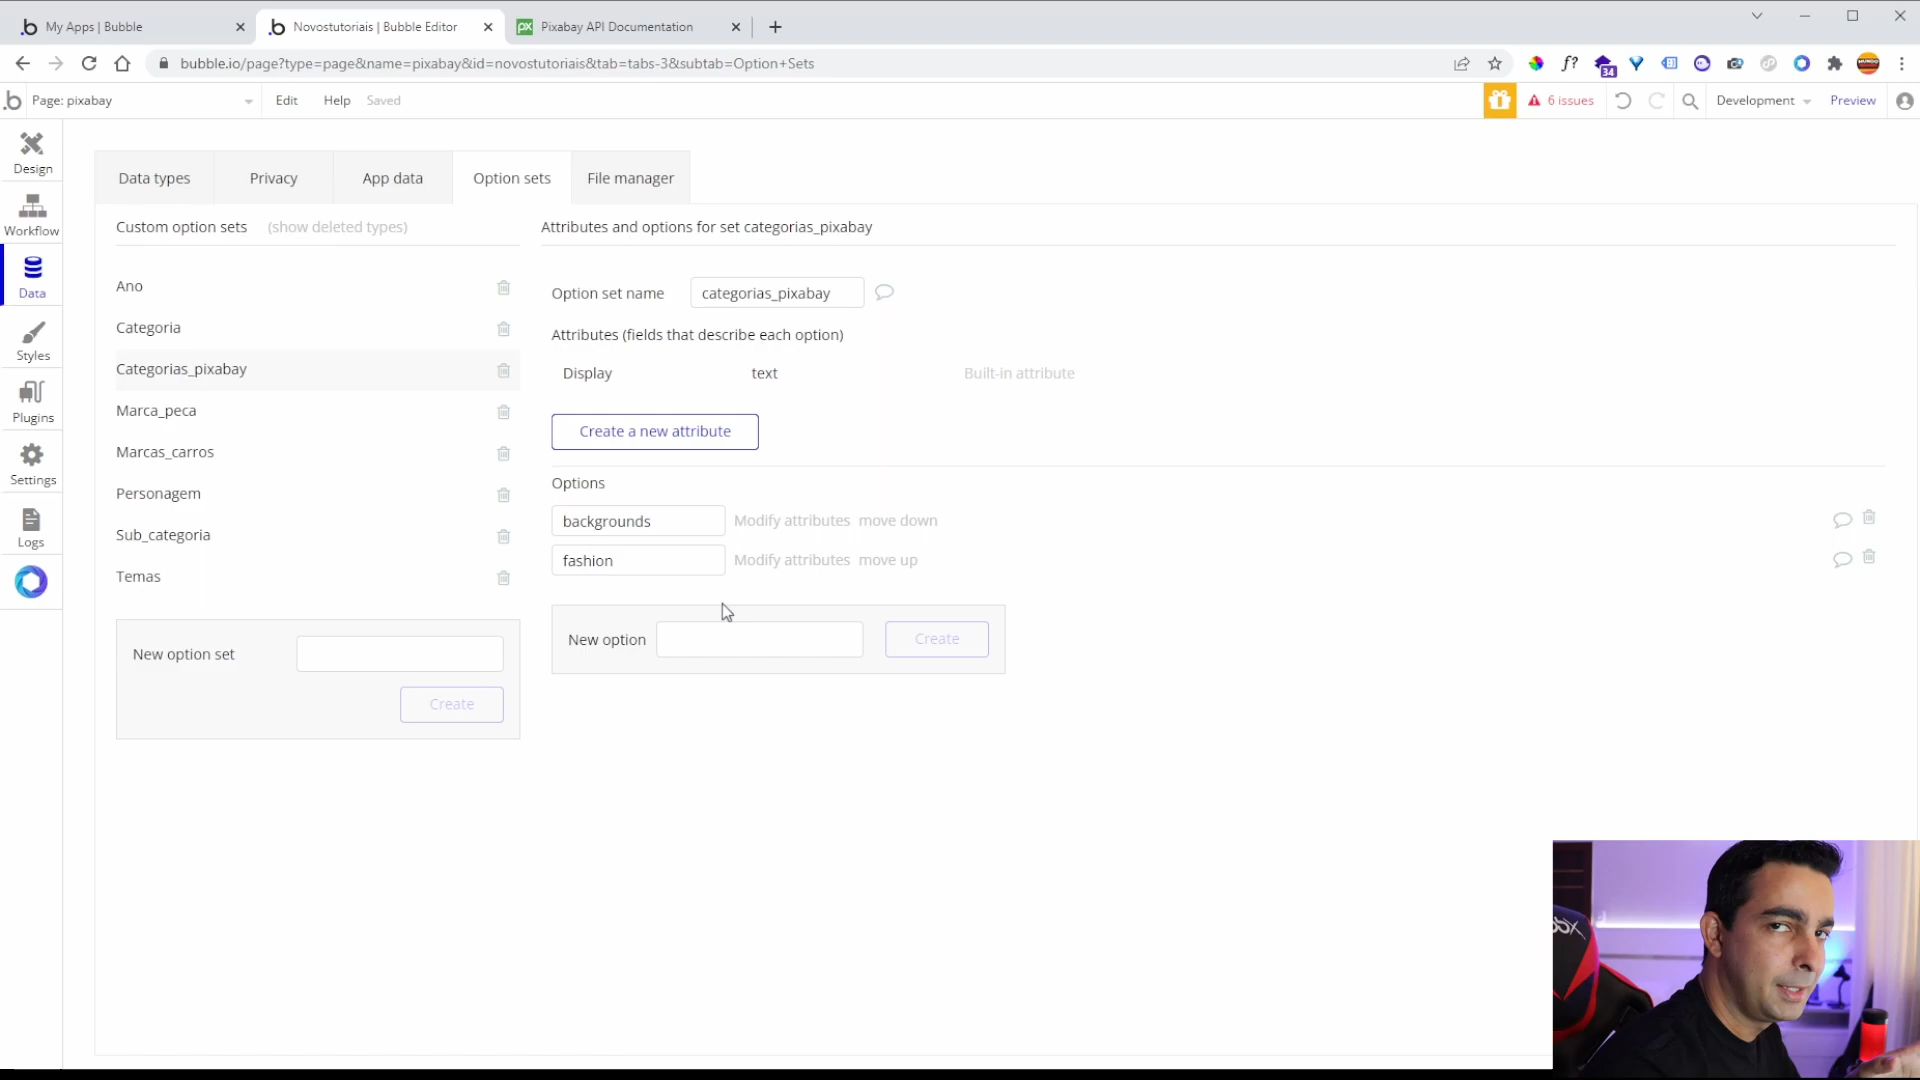 My Apps | Bubble
Novostutoriais | Bubble Editor
px Pixabay API Documentation
bubble.io/page?type=page&name=pixabay&id=novostutoriais&tab=tabs-3&subtab=Option+Sets
f?
34
b Page: pixabay Edit Help Saved
6 issues Development Preview
Design
Workflow
Data
Styles
Plugins
Settings
Logs
Data types Privacy App data Option sets File manager
Custom option sets (show deleted types)
Ano
Categoria
Categorias_pixabay
Marca_peca
Marcas_carros
Personagem
Sub_categoria
Temas
New option set
Create
Attributes and options for set categorias_pixabay
Option set name categorias_pixabay
Attributes (fields that describe each option)
Display text Built-in attribute
Create a new attribute
Options
backgrounds Modify attributes move down
fashion Modify attributes move up
New option Create